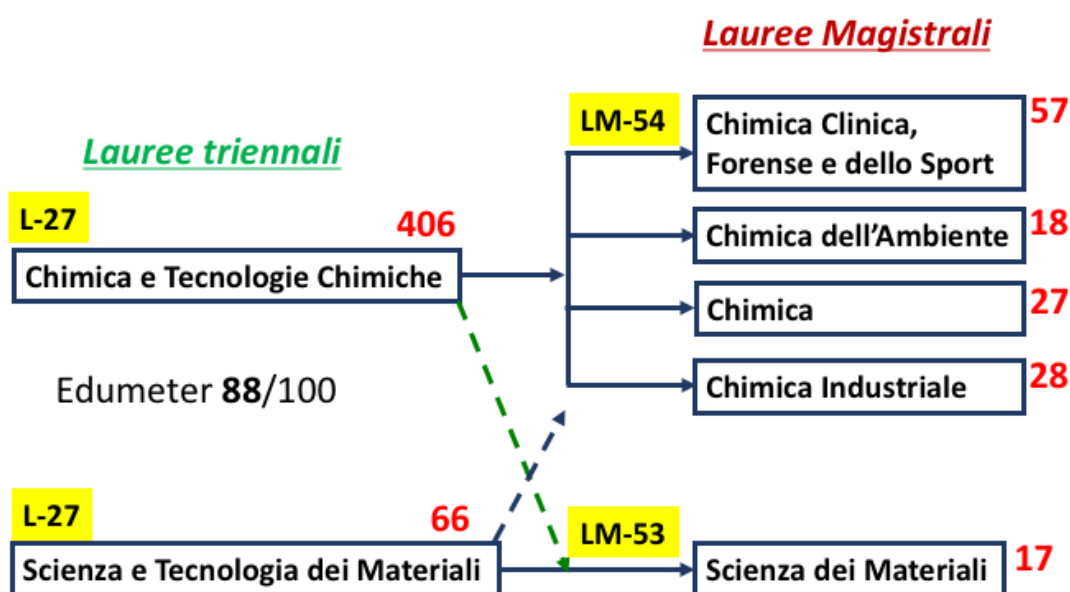 Lauree Magistrali
LM-54
Chimica Clinica,
Forense e dello Sport
57
Lauree triennali
L-27
406
Chimica e Tecnologie Chimiche
Chimica dell'Ambiente
18
Chimica
27
Edumeter 88/100
Chimica Industriale
28
L-27
66
Scienza e Tecnologia dei Materiali
LM-53
Scienza dei Materiali
17